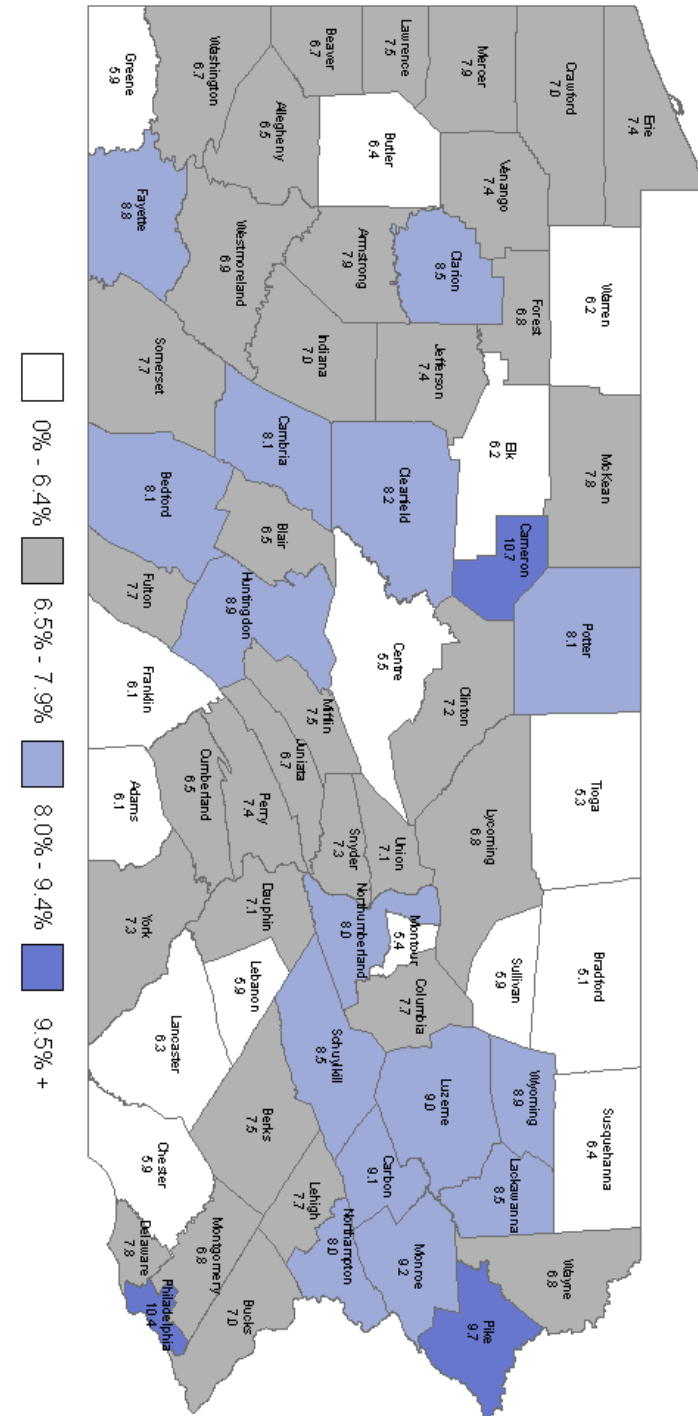 Erie
7.4
Crawford
7.0
Mercer
7.9
Lawrence
7.5
Beaver
6.7
Washington
6.7
Greene
5.9
Allegheny
6.5
Butler
6.4
Venango
7.4
Warren
6.2
Forest
6.8
Clarion
8.5
Armstrong
7.9
Westmoreland
6.9
Fayette
8.8
Indiana
7.0
Jefferson
7.4
Somerset
7.7
McKean
7.8
Elk
6.2
Cameron
10.7
Clearfield
8.2
Cambria
8.1
Bedford
8.1
Blair
6.5
Potter
8.1
Clinton
7.2
Centre
5.5
Huntingdon
8.9
Fulton
7.7
Franklin
6.1
Mifflin
7.5
Juniata
6.7
Perry
7.4
Cumberland
6.5
Adams
6.1
Tioga
5.3
Lycoming
6.8
Union
7.1
Snyder
7.3
Northumberland
8.0
Montour
5.4
Dauphin
7.1
York
7.3
Bradford
5.1
Sullivan
5.9
Columbia
7.7
Lebanon
5.9
Lancaster
6.3
Schuylkill
8.5
Luzerne
9.0
Wyoming
8.9
Susquehanna
6.4
Lackawanna
8.5
Carbon
9.1
Berks
7.5
Chester
5.9
Lehigh
7.7
Northampton
8.0
Monroe
9.2
Wayne
6.8
Pike
9.7
Montgomery
6.8
Bucks
7.0
Delaware
7.8
Philadelphia
10.4
0% - 6.4%
6.5% - 7.9%
8.0% - 9.4%
9.5% +